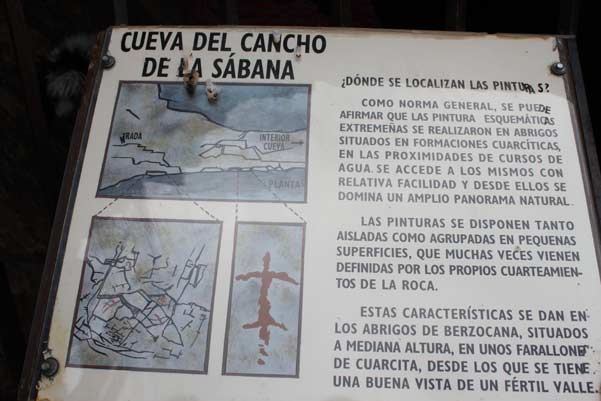 CUEVA DEL CANCHO
DE LA SÁBANA
RADA
INTERIOR
CUEVA
PLANTA
¿DÓNDE SE LOCALIZAN LAS PINTURAS?
COMO NORMA GENERAL, SE PUEDE
AFIRMAR QUE LAS PINTURA ESQUEMÁTICAS
EXTREMEÑAS SE REALIZARON EN ABRIGOS
SITUADOS EN FORMACIONES CUARCÍTICAS,
EN LAS PROXIMIDADES DE CURSOS DE
AGUA. SE ACCEDE A LOS MISMOS CON
RELATIVA FACILIDAD Y DESDE ELLOS SE
DOMINA UN AMPLIO PANORAMA NATURAL.
LAS PINTURAS SE DISPONEN TANTO
AISLADAS COMO AGRUPADAS EN PEQUENAS
SUPERFICIES, QUE MUCHAS VECES VIENEN
DEFINIDAS POR LOS PROPIOS CUARTEAMIEN-
TOS DE LA ROCA.
ESTAS CARACTERÍSTICAS SE DAN EN
LOS ABRIGOS DE BERZOCANA, SITUADOS
A MEDIANA ALTURA, EN UNOS FARALLONE
DE CUARCITA, DESDE LOS QUE SE TIENE
UNA BUENA VISTA DE UN FÉRTIL VALLE.